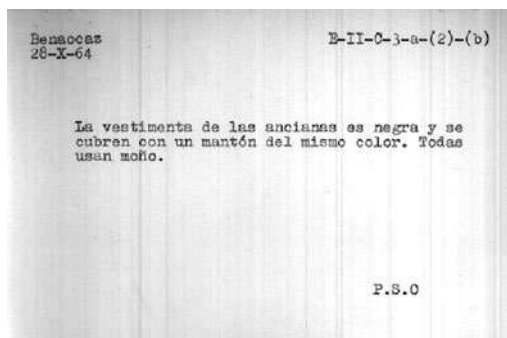 Benaocaz
28-X-64
B-II-C-3-a-(2)-(b)
La vestimenta de las ancianas es negra y se
cubren con un mantón del mismo color. Todas
usan moño.
P.S.O